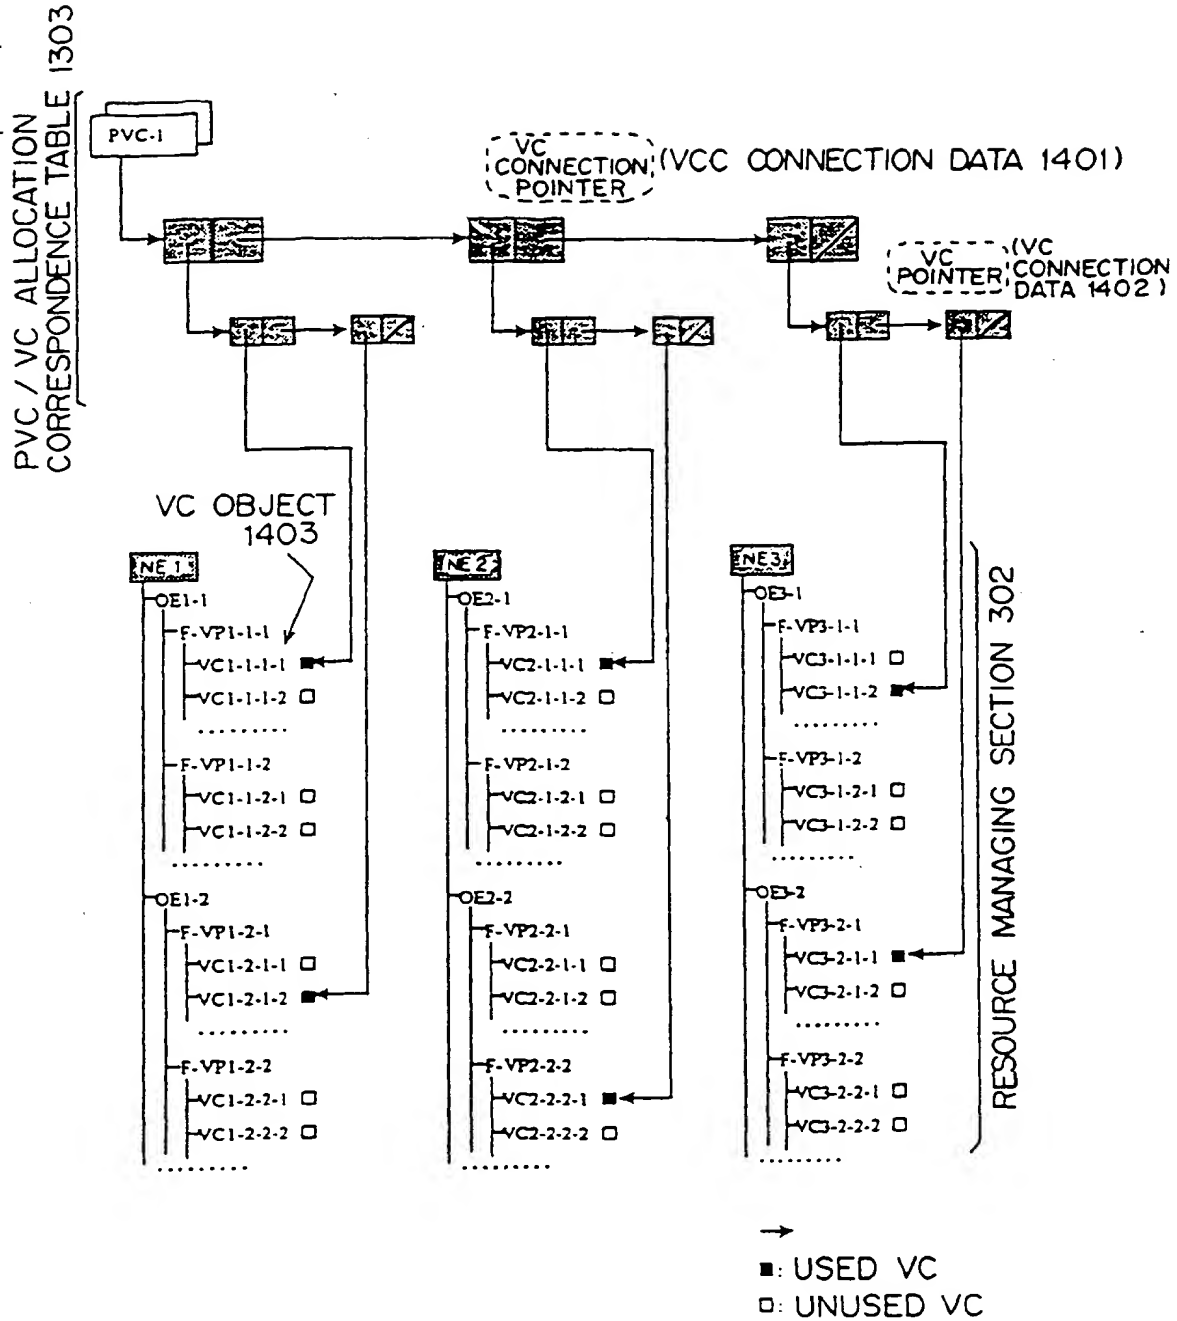 PVC / VC ALLOCATION
CORRESPONDENCE TABLE 1303
PVC-1
VC
CONNECTION
POINTER
(VCC CONNECTION DATA 1401)
VC
POINTER
(VC
CONNECTION
DATA 1402)
VC OBJECT
1403
NE 1
OE1-1
F-VP1-1-1
VC1-1-1-1
VC1-1-1-2
..........
F-VP1-1-2
VC1-1-2-1
VC1-1-2-2
..........
OE1-2
F-VP1-2-1
VC1-2-1-1
VC1-2-1-2
..........
F-VP1-2-2
VC1-2-2-1
VC1-2-2-2
..........
NE 2
OE2-1
F-VP2-1-1
VC2-1-1-1
VC2-1-1-2
..........
F-VP2-1-2
VC2-1-2-1
VC2-1-2-2
..........
OE2-2
F-VP2-2-1
VC2-2-1-1
VC2-2-1-2
..........
F-VP2-2-2
VC2-2-2-1
VC2-2-2-2
..........
NE3
OE3-1
F-VP3-1-1
VC3-1-1-1
VC3-1-1-2
..........
F-VP3-1-2
VC3-1-2-1
VC3-1-2-2
..........
OE3-2
F-VP3-2-1
VC3-2-1-1
VC3-2-1-2
..........
F-VP3-2-2
VC3-2-2-1
VC3-2-2-2
..........
RESOURCE MANAGING SECTION 302
→
■: USED VC
□: UNUSED VC